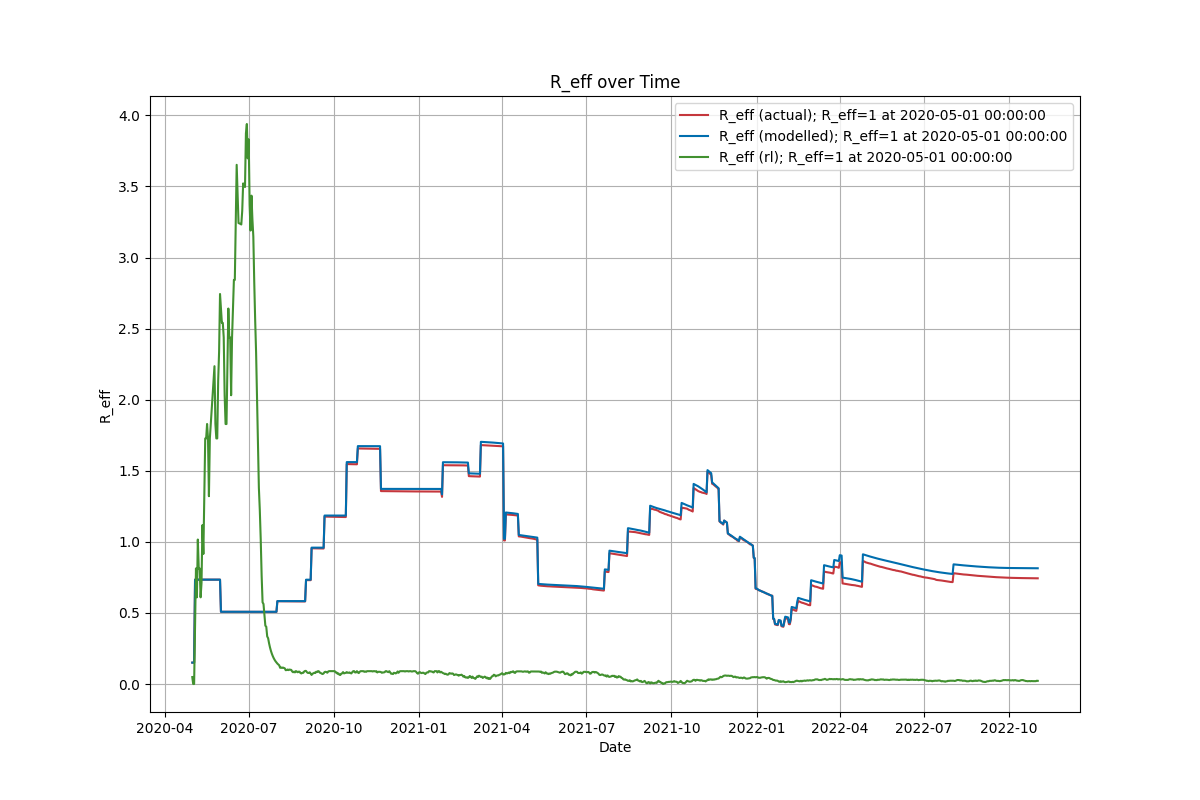 R_eff over Time
R_eff (actual); R_eff=1 at 2020-05-01 00:00:00
R_eff (modelled); R_eff=1 at 2020-05-01 00:00:00
R_eff (rl); R_eff=1 at 2020-05-01 00:00:00
4.0
3.5
3.0
2.5
2.0
1.5
1.0
0.5
0.0
R_eff
2020-04 2020-07 2020-10 2021-01 2021-04 2021-07 2021-10 2022-01 2022-04 2022-07 2022-10
Date